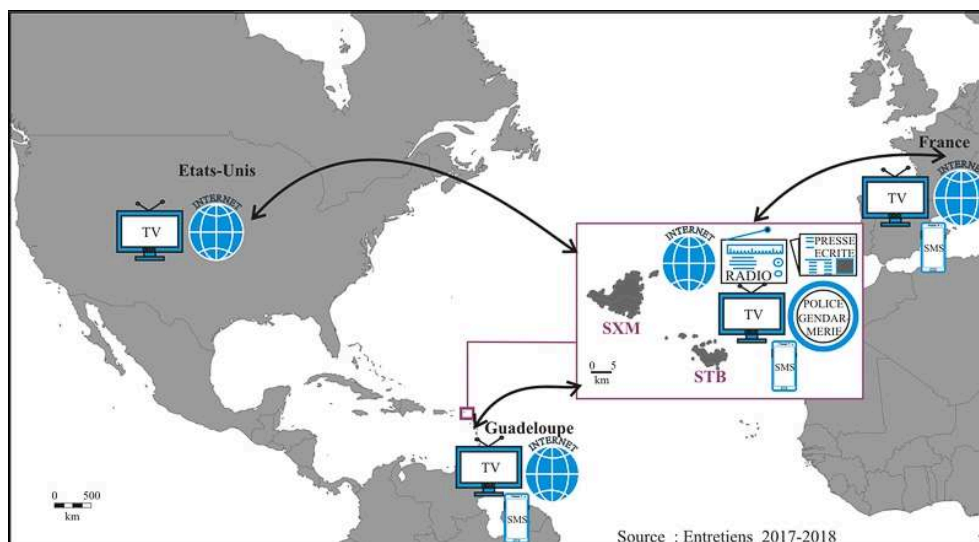 Etats-Unis
TV
INTERNET
France
TV
INTERNET
SMS
INTERNET
RADIO
PRESSE
ECRITE
SXM
TV
POLICE
GENDAR-
MERIE
STB
SMS
0 5
km
Guadeloupe
TV
INTERNET
SMS
0 500
km
Source : Entretiens 2017-2018